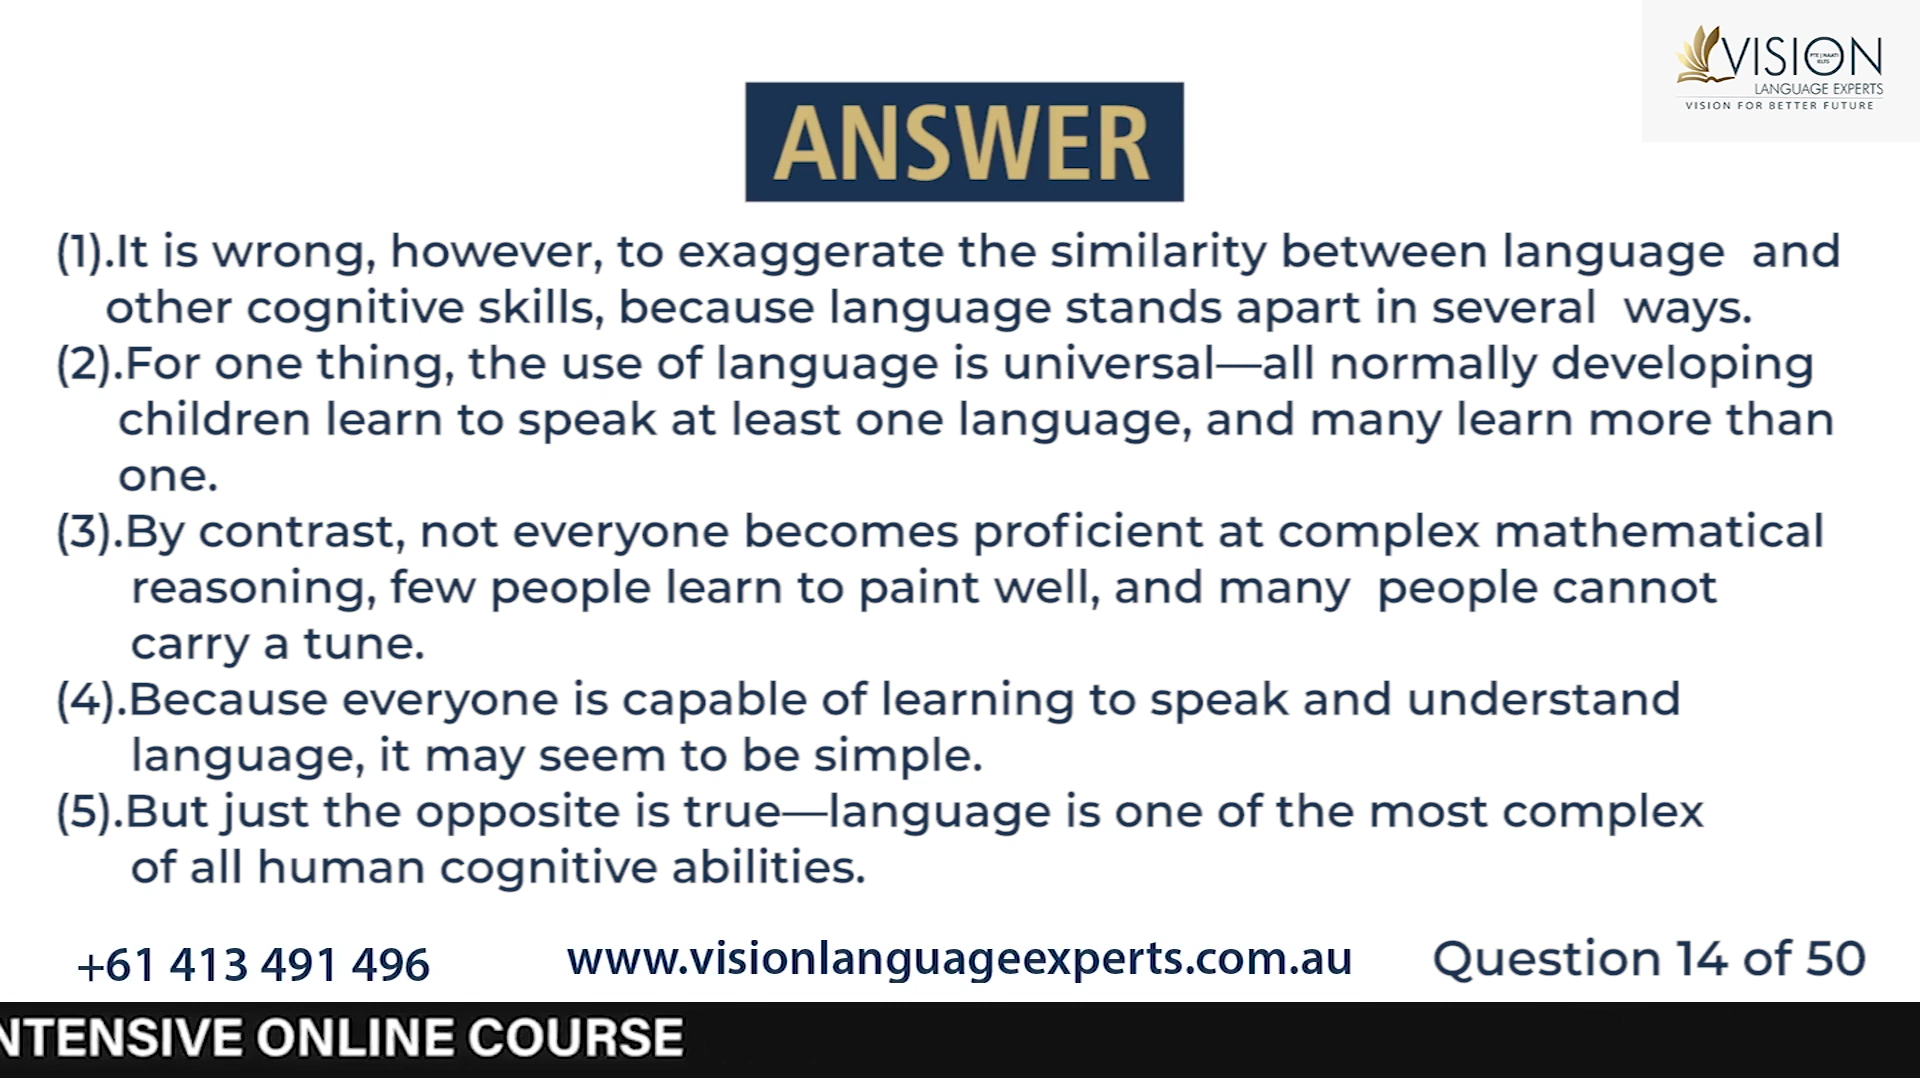 VISION
LANGUAGE EXPERTS
VISION FOR BETTER FUTURE
ANSWER
(1).It is wrong, however, to exaggerate the similarity between language and
other cognitive skills, because language stands apart in several ways.
(2).For one thing, the use of language is universal—all normally developing
children learn to speak at least one language, and many learn more than
one.
(3).By contrast, not everyone becomes proficient at complex mathematical
reasoning, few people learn to paint well, and many people cannot
carry a tune.
(4).Because everyone is capable of learning to speak and understand
language, it may seem to be simple.
(5).But just the opposite is true—language is one of the most complex
of all human cognitive abilities.
+61 413 491 496
www.visionlanguageexperts.com.au
Question 14 of 50
NTENSIVE ONLINE COURSE